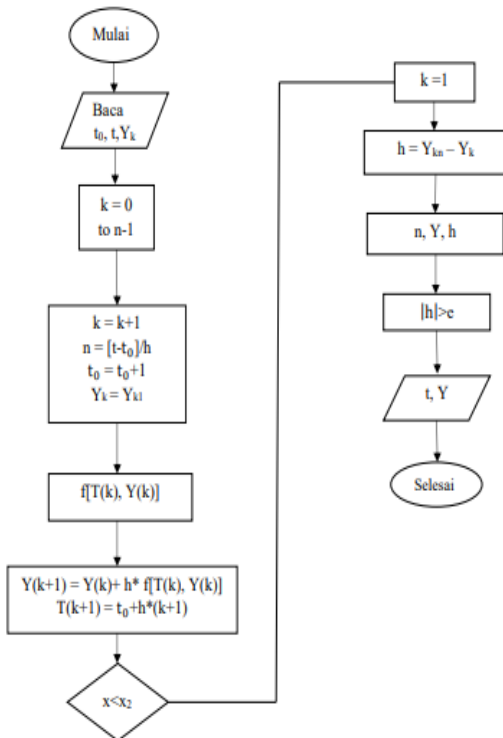 Mulai
Baca
t₀, t,Yₖ
k = 0
to n-1
k = k+1
n = [t-t₀]/h
t₀ = t₀+1
Yₖ = Yₖ₁
f[T(k), Y(k)]
Y(k+1) = Y(k)+ h* f[T(k), Y(k)]
T(k+1) = t₀+h*(k+1)
x<x₂
k =1
h = Yₖₙ – Yₖ
n, Y, h
|h|>e
t, Y
Selesai